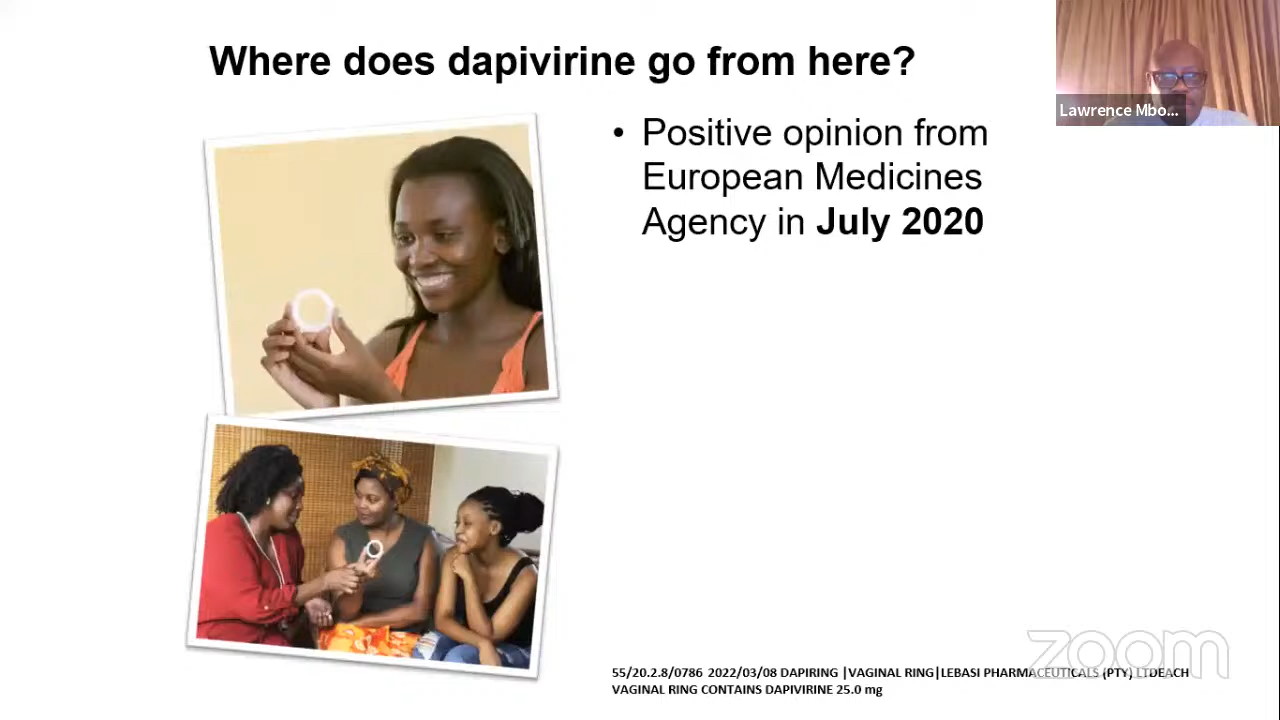 Where does dapivirine go from here?
Lawrence Mbo...
• Positive opinion from
European Medicines
Agency in July 2020
zoom
55/20.2.8/0786 2022/03/08 DAPIRING |VAGINAL RING|LEBASI PHARMACEUTICALS (PTY) LTDEACH
VAGINAL RING CONTAINS DAPIVIRINE 25.0 mg